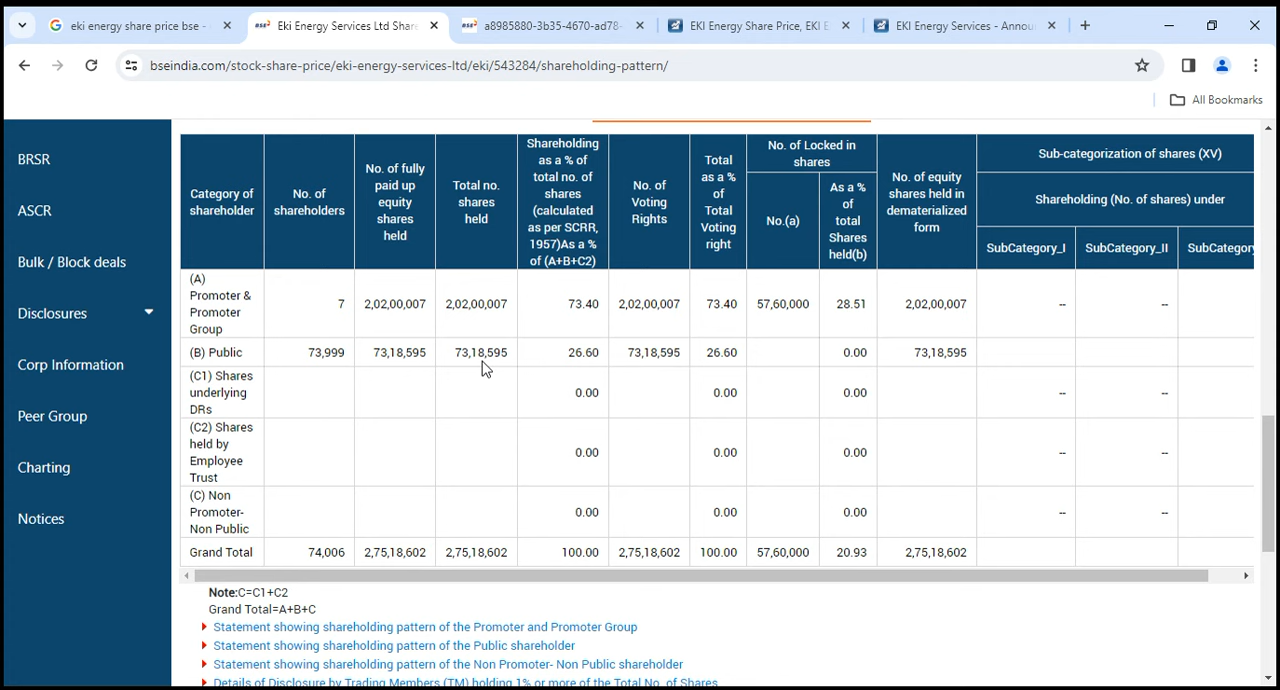 eki energy share price bse -
Eki Energy Services Ltd Share
a8985880-3b35-4670-ad78-
EKI Energy Share Price, EKI E
EKI Energy Services - Annou
bseindia.com/stock-share-price/eki-energy-services-ltd/eki/543284/shareholding-pattern/
All Bookmarks
BRSR
ASCR
Bulk / Block deals
Disclosures
Corp Information
Peer Group
Charting
Notices
Category of
shareholder
No. of
shareholders
No. of fully
paid up
equity
shares
held
Total no.
shares
held
Shareholding
as a % of
total no. of
shares
(calculated
as per SCRR,
1957)As a %
of (A+B+C2)
No. of
Voting
Rights
Total
as a %
of
Total
Voting
right
No. of Locked in
shares
No.(a)
As a %
of
total
Shares
held(b)
No. of equity
shares held in
dematerialized
form
Sub-categorization of shares (XV)
Shareholding (No. of shares) under
SubCategory_I
SubCategory_II
SubCategory
(A)
Promoter &
Promoter
Group
7 2,02,00,007 2,02,00,007 73.40 2,02,00,007 73.40 57,60,000 28.51 2,02,00,007 -- --
(B) Public 73,999 73,18,595 73,18,595 26.60 73,18,595 26.60 0.00 73,18,595
(C1) Shares
underlying
DRs
0.00 0.00 0.00 -- --
(C2) Shares
held by
Employee
Trust
0.00 0.00 0.00 -- --
(C) Non
Promoter-
Non Public
0.00 0.00 0.00 -- --
Grand Total 74,006 2,75,18,602 2,75,18,602 100.00 2,75,18,602 100.00 57,60,000 20.93 2,75,18,602
Note:C=C1+C2
Grand Total=A+B+C
Statement showing shareholding pattern of the Promoter and Promoter Group
Statement showing shareholding pattern of the Public shareholder
Statement showing shareholding pattern of the Non Promoter- Non Public shareholder
Details of Disclosure by Trading Members (TM) holding 1% or more of the Total No. of Shares